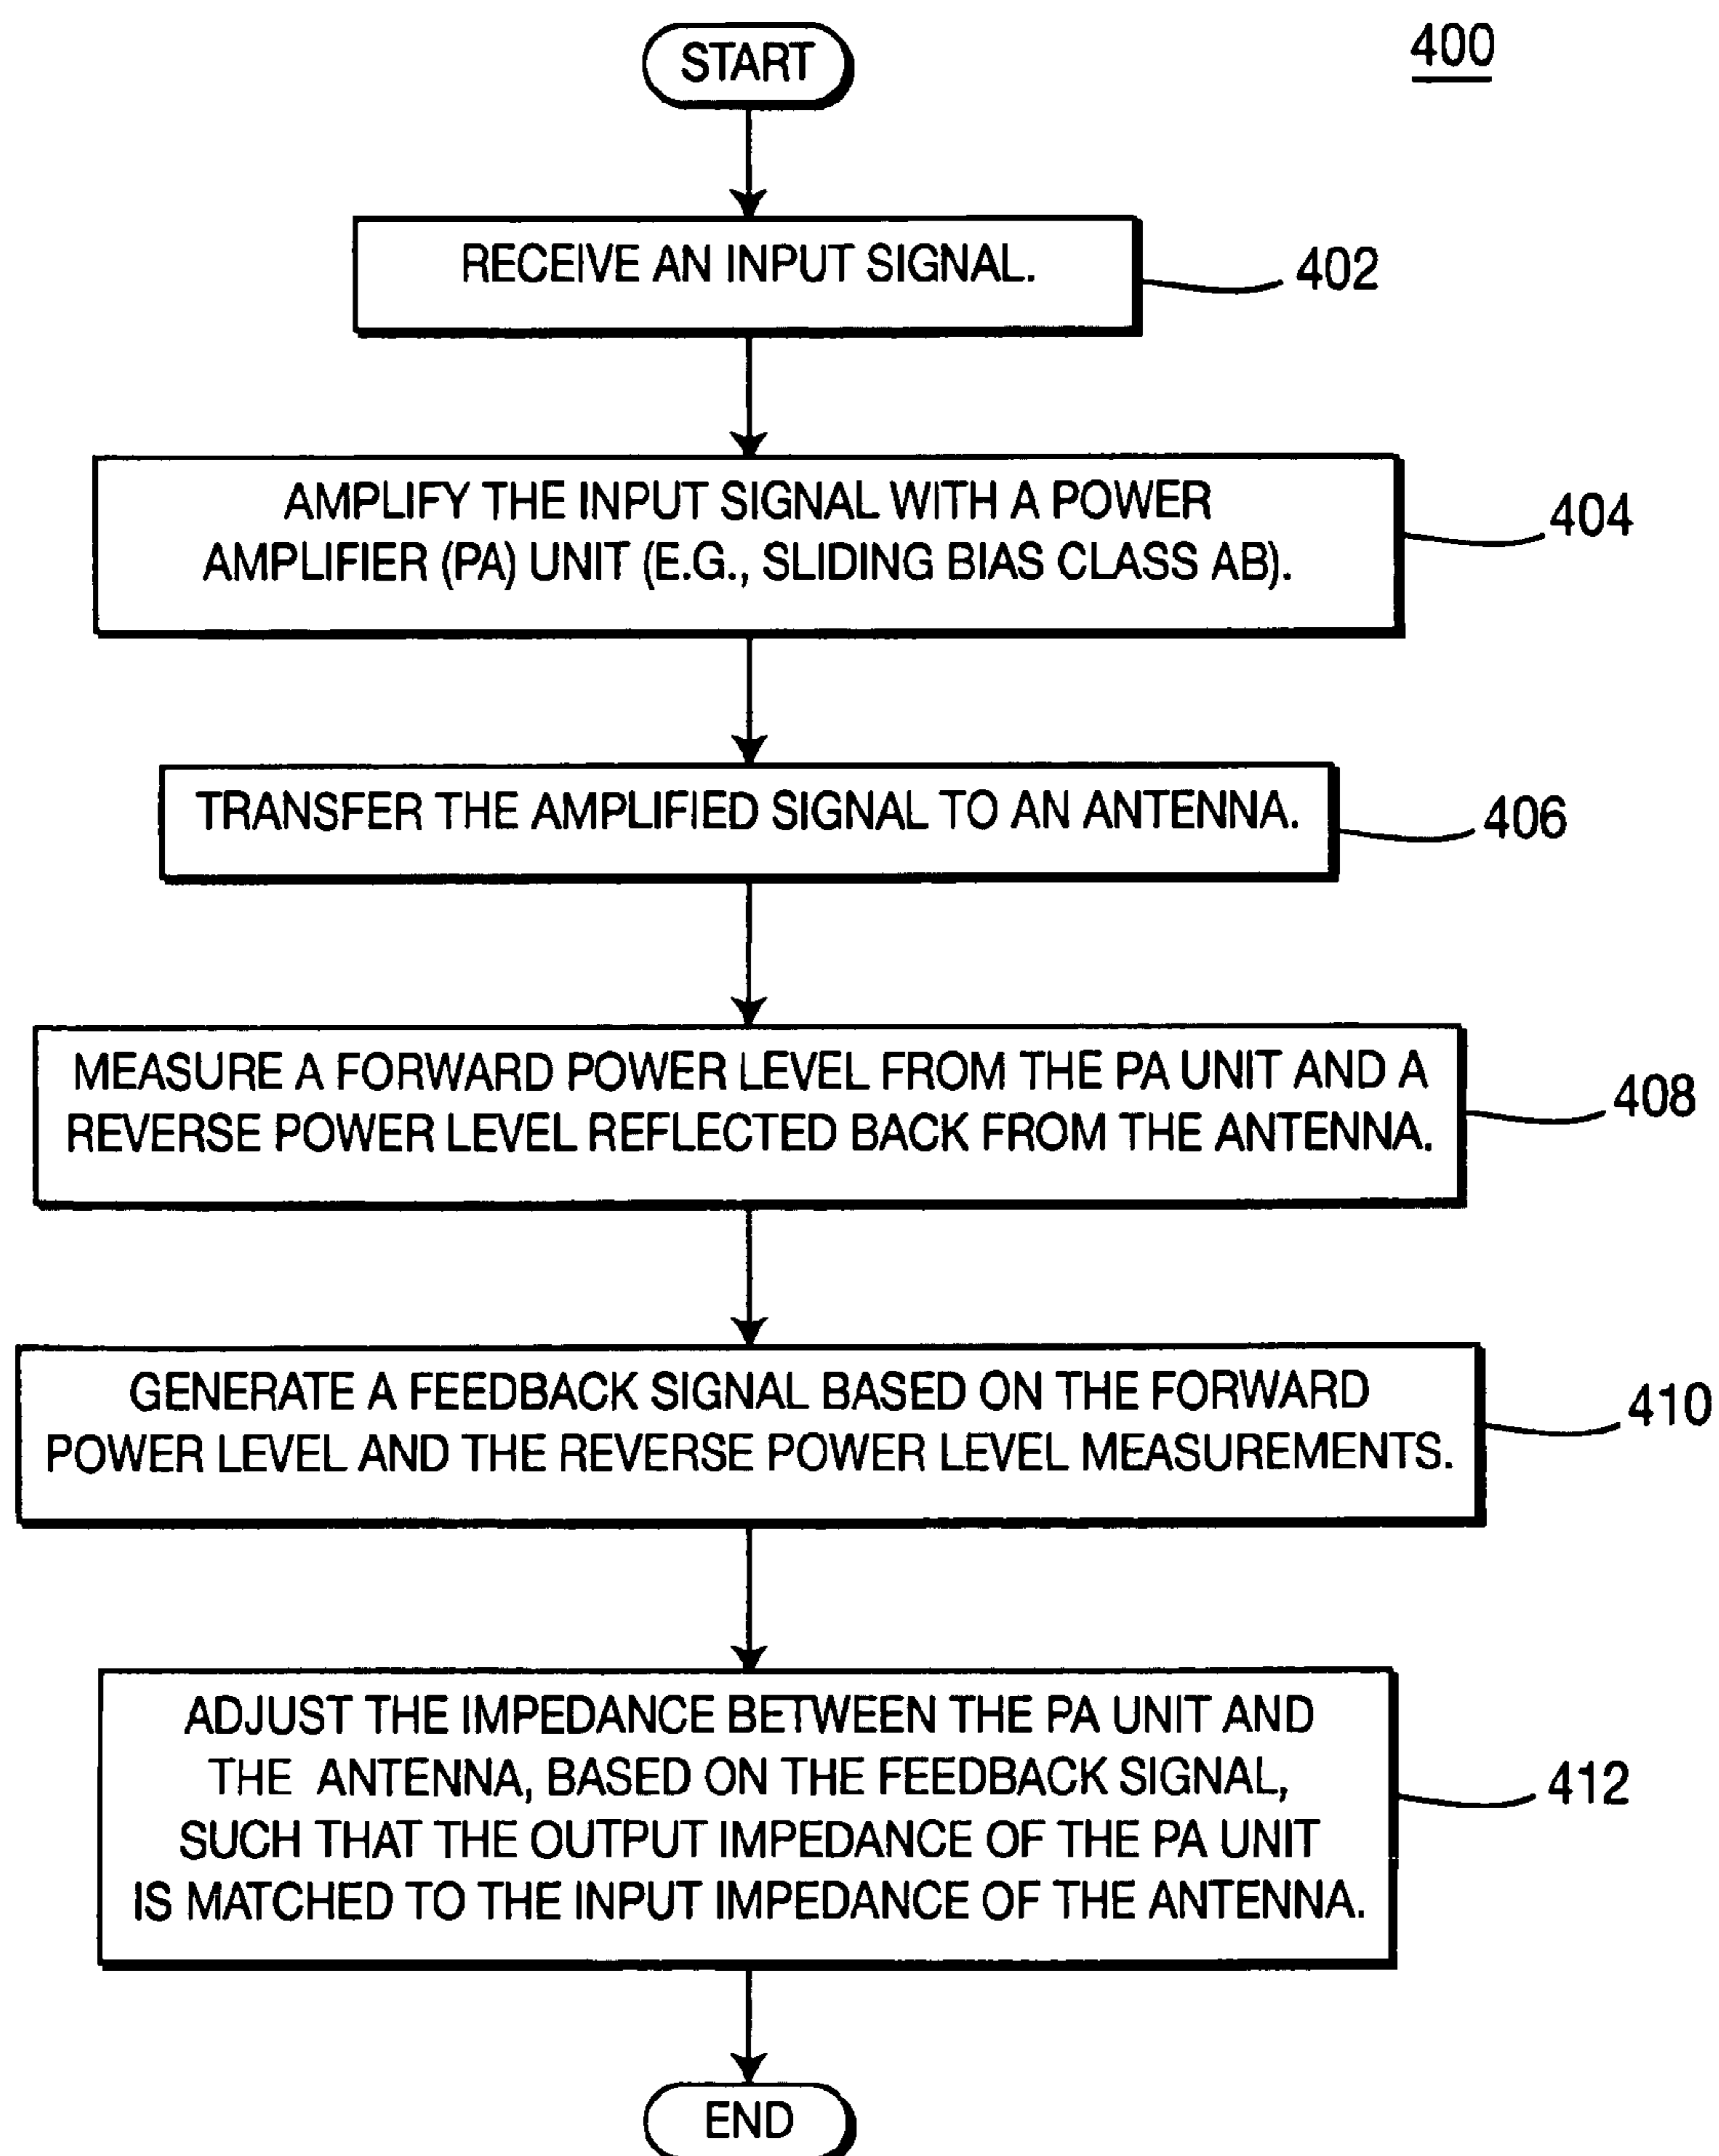 START
400
RECEIVE AN INPUT SIGNAL.
402
AMPLIFY THE INPUT SIGNAL WITH A POWER
AMPLIFIER (PA) UNIT (E.G., SLIDING BIAS CLASS AB).
404
TRANSFER THE AMPLIFIED SIGNAL TO AN ANTENNA.
406
MEASURE A FORWARD POWER LEVEL FROM THE PA UNIT AND A
REVERSE POWER LEVEL REFLECTED BACK FROM THE ANTENNA.
408
GENERATE A FEEDBACK SIGNAL BASED ON THE FORWARD
POWER LEVEL AND THE REVERSE POWER LEVEL MEASUREMENTS.
410
ADJUST THE IMPEDANCE BETWEEN THE PA UNIT AND
THE ANTENNA, BASED ON THE FEEDBACK SIGNAL,
SUCH THAT THE OUTPUT IMPEDANCE OF THE PA UNIT
IS MATCHED TO THE INPUT IMPEDANCE OF THE ANTENNA.
412
END